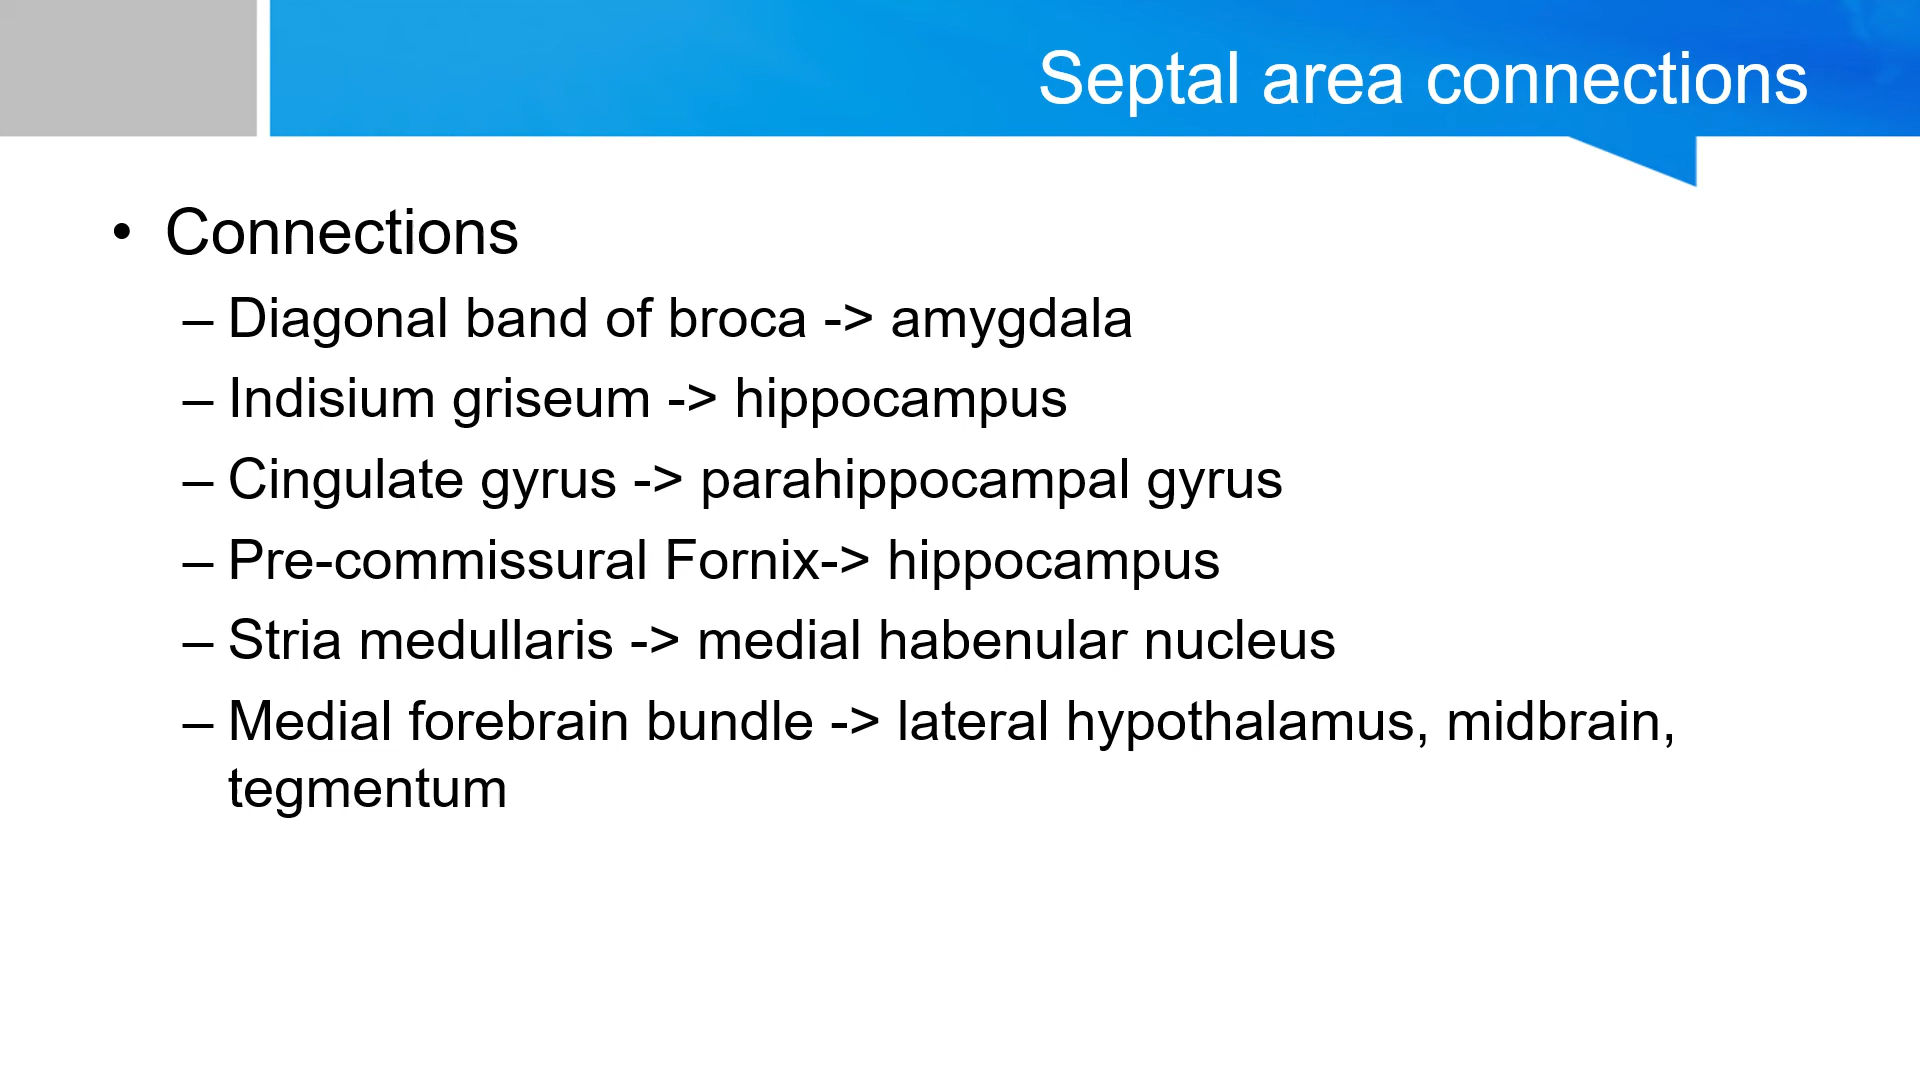 Septal area connections
• Connections
– Diagonal band of broca -> amygdala
– Indisium griseum -> hippocampus
– Cingulate gyrus -> parahippocampal gyrus
– Pre-commissural Fornix-> hippocampus
– Stria medullaris -> medial habenular nucleus
– Medial forebrain bundle -> lateral hypothalamus, midbrain,
tegmentum